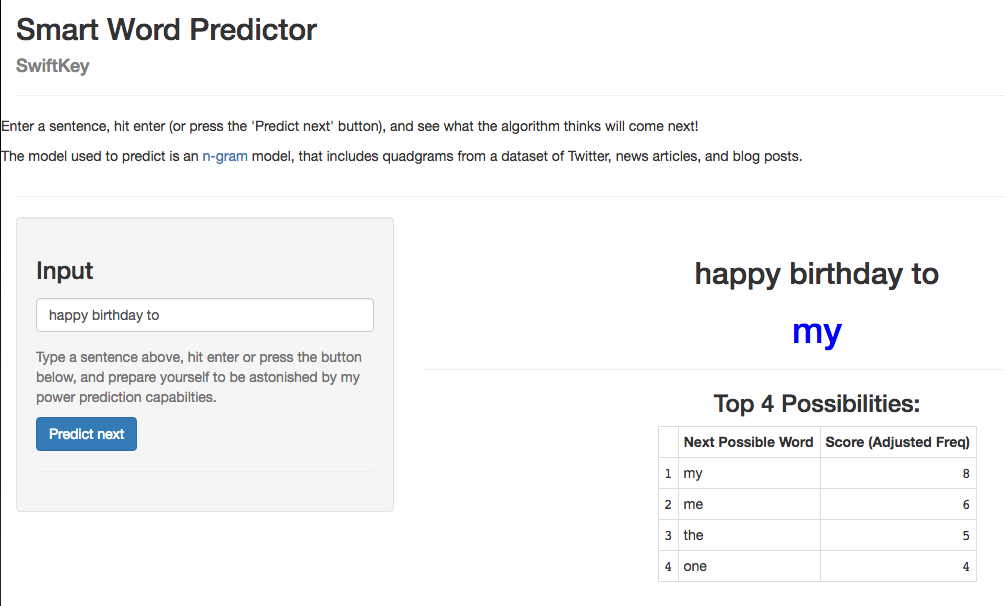 Smart Word Predictor
SwiftKey
Enter a sentence, hit enter (or press the 'Predict next' button), and see what the algorithm thinks will come next!
The model used to predict is an n-gram model, that includes quadgrams from a dataset of Twitter, news articles, and blog posts.
Input
happy birthday to
Type a sentence above, hit enter or press the button
below, and prepare yourself to be astonished by my
power prediction capabilties.
Predict next
happy birthday to
my
Top 4 Possibilities:
Next Possible Word Score (Adjusted Freq)
1 my 8
2 me 6
3 the 5
4 one 4